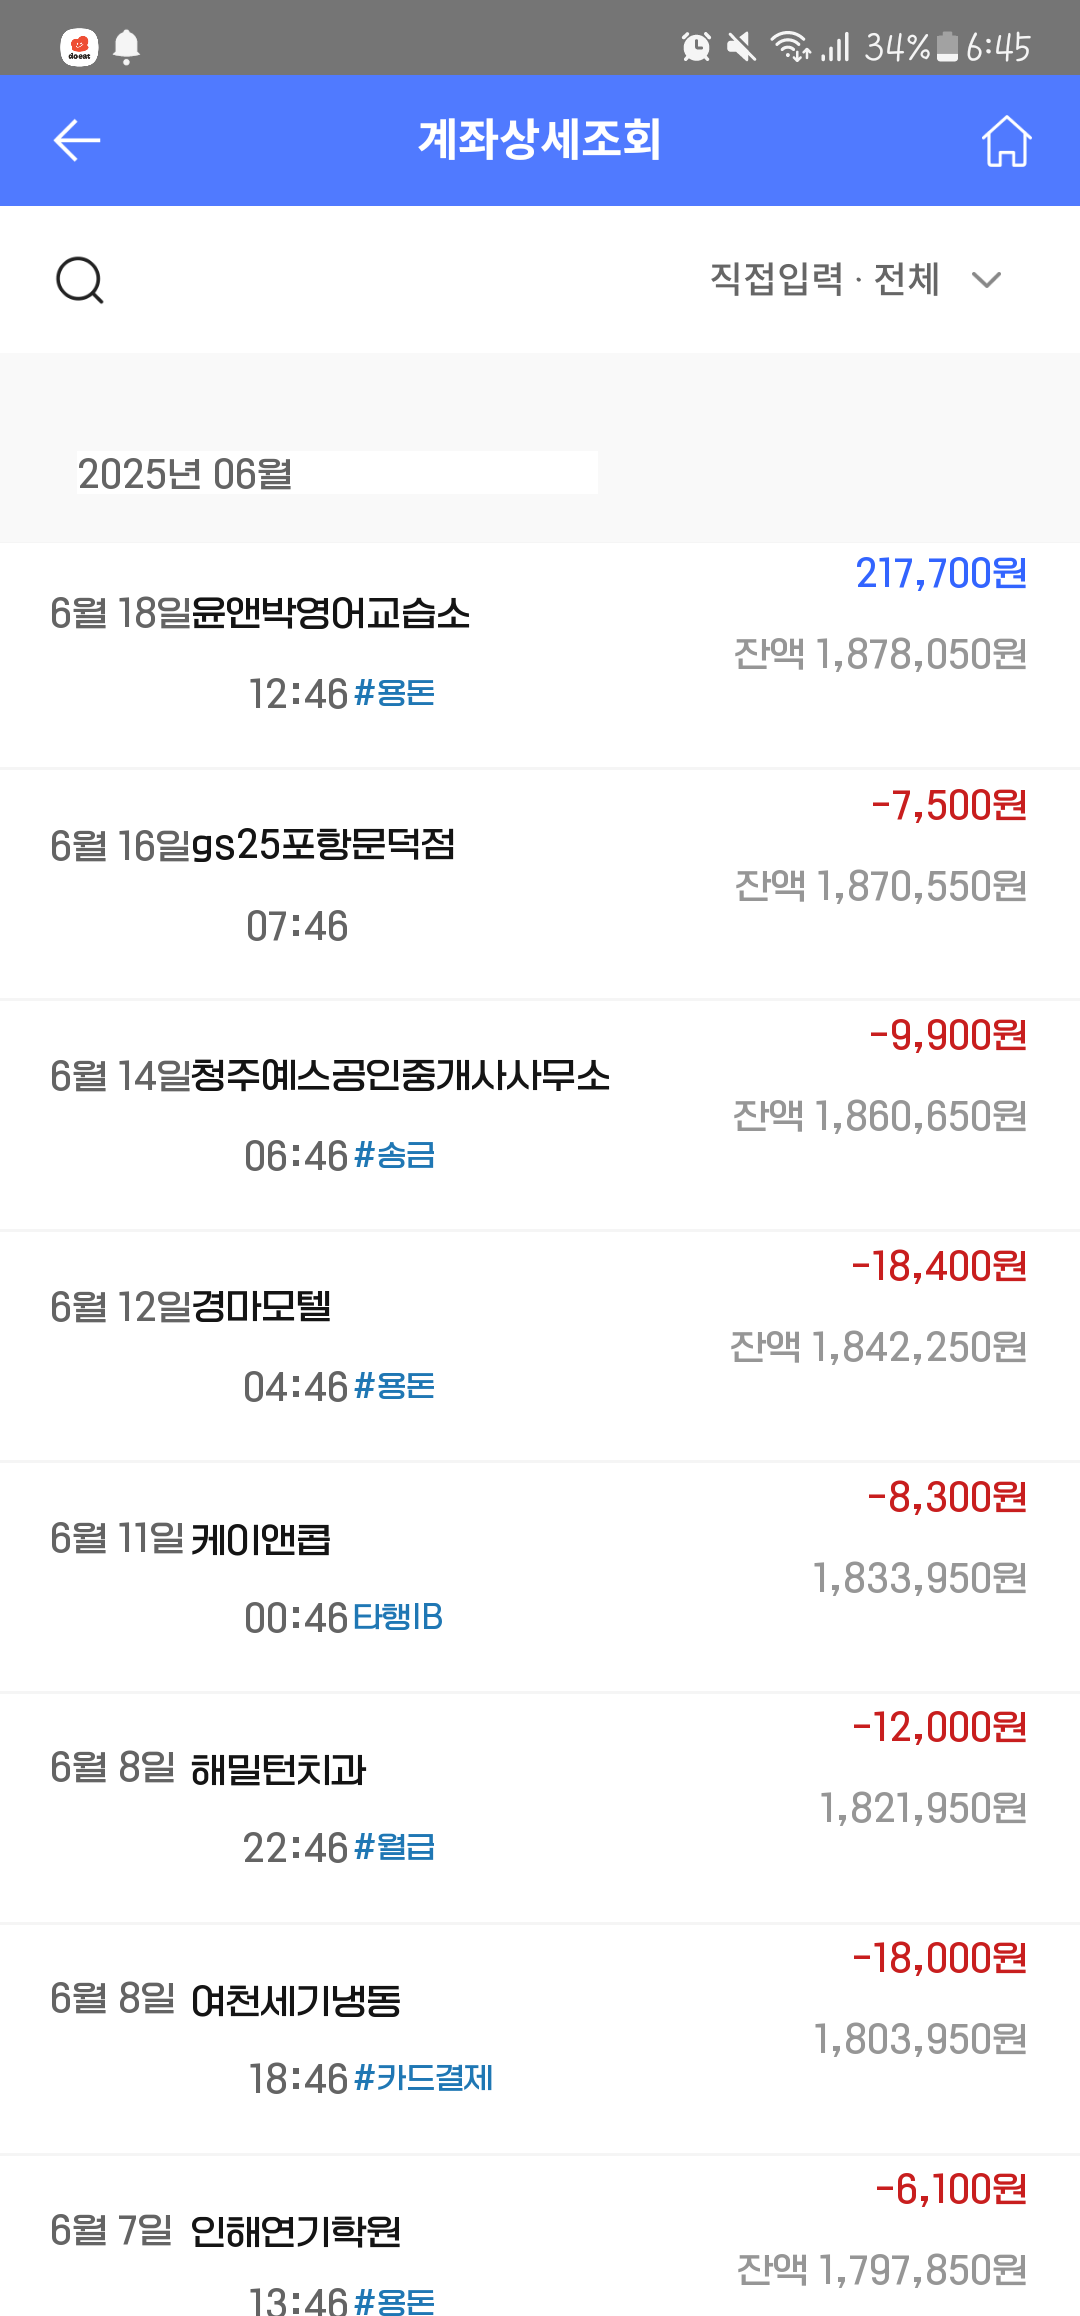 doeat
34% 6:45
계좌상세조회
직접입력 · 전체
2025년 06월
217,700원
6월 18일 윤앤박영어교습소
잔액 1,878,050원
12:46 #용돈
-7,500원
6월 16일 gs25포항문덕점
잔액 1,870,550원
07:46
-9,900원
6월 14일 청주예스공인중개사사무소
잔액 1,860,650원
06:46 #송금
-18,400원
6월 12일 경마모텔
잔액 1,842,250원
04:46 #용돈
-8,300원
6월 11일 케이앤콥
1,833,950원
00:46 타행IB
-12,000원
6월 8일 해밀턴치과
1,821,950원
22:46 #월급
-18,000원
6월 8일 여천세기냉동
1,803,950원
18:46 #카드결제
-6,100원
6월 7일 인해연기학원
잔액 1,797,850원
13:46 #용돈